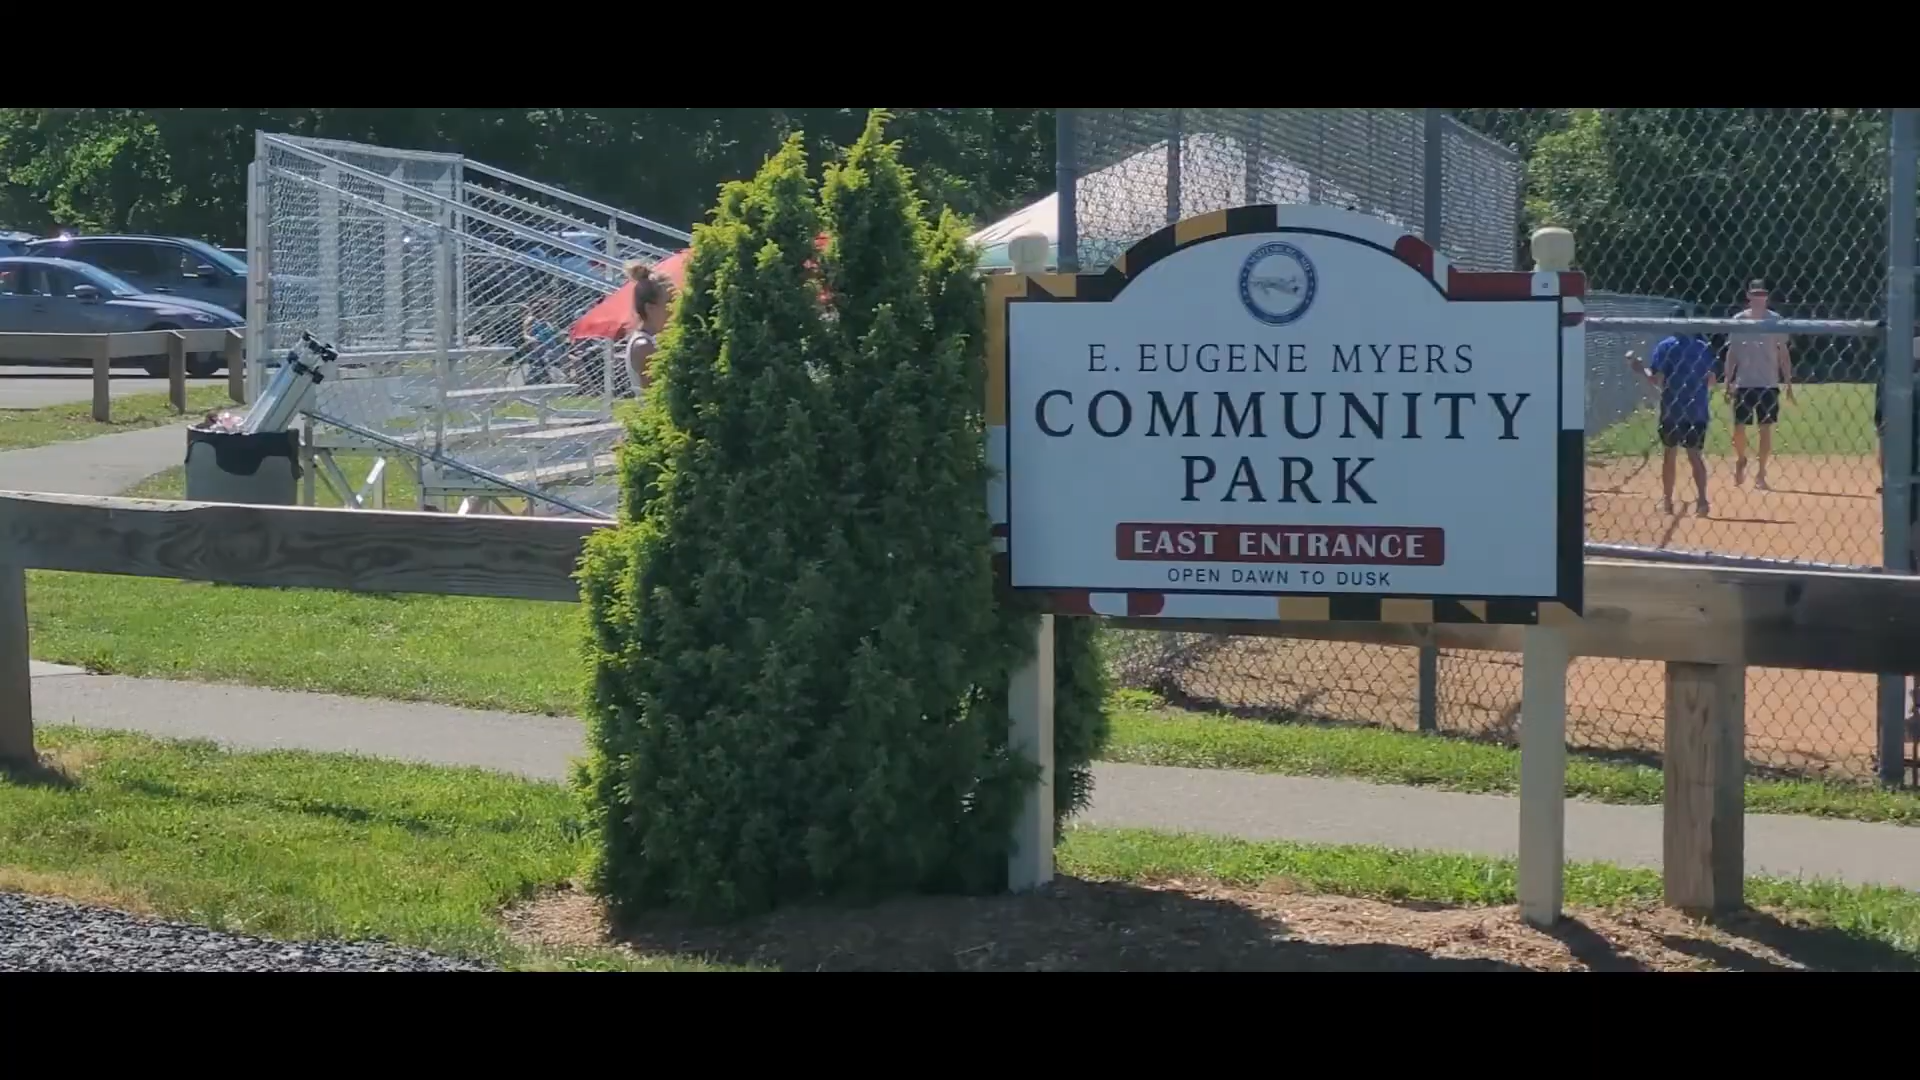 E. EUGENE MYERS
COMMUNITY
PARK
EAST ENTRANCE
OPEN DAWN TO DUSK